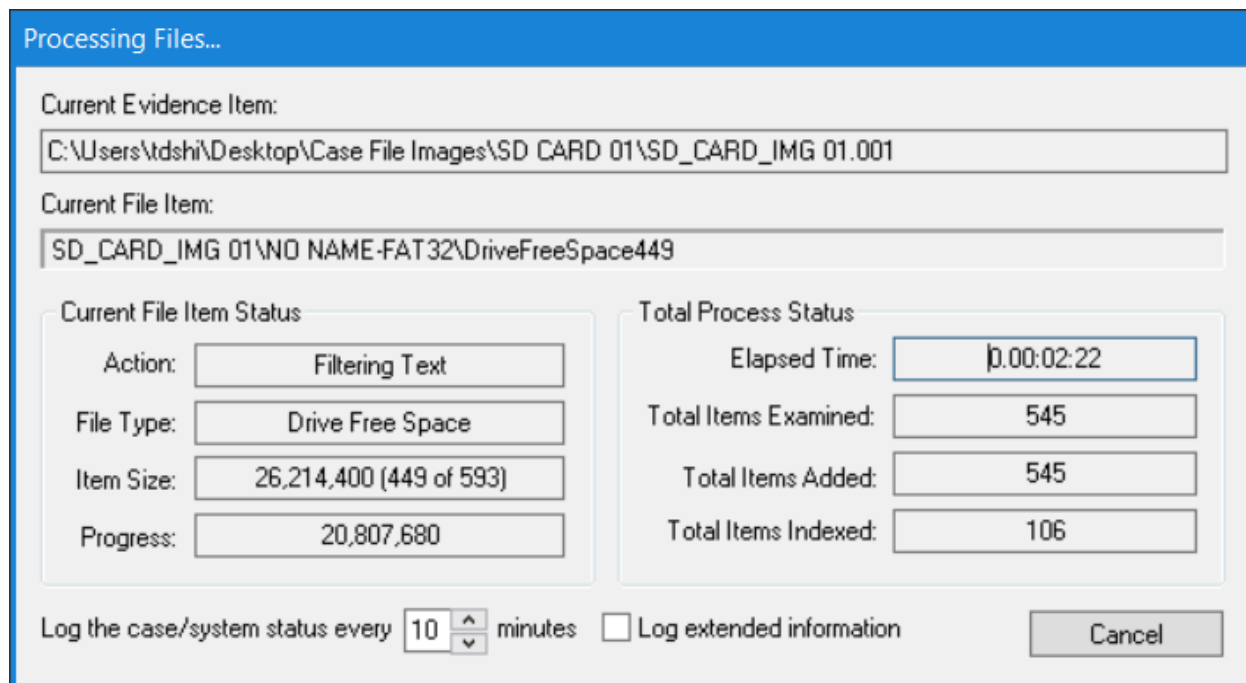 Processing Files...
Current Evidence Item:
C:\Users\tdshi\Desktop\Case File Images\SD CARD 01\SD_CARD_IMG 01.001
Current File Item:
SD_CARD_IMG 01\NO NAME-FAT32\DriveFreeSpace449
Current File Item Status
Action: Filtering Text
File Type: Drive Free Space
Item Size: 26,214,400 (449 of 593)
Progress: 20,807,680
Total Process Status
Elapsed Time: 0.00:02:22
Total Items Examined: 545
Total Items Added: 545
Total Items Indexed: 106
Log the case/system status every 10 minutes Log extended information Cancel